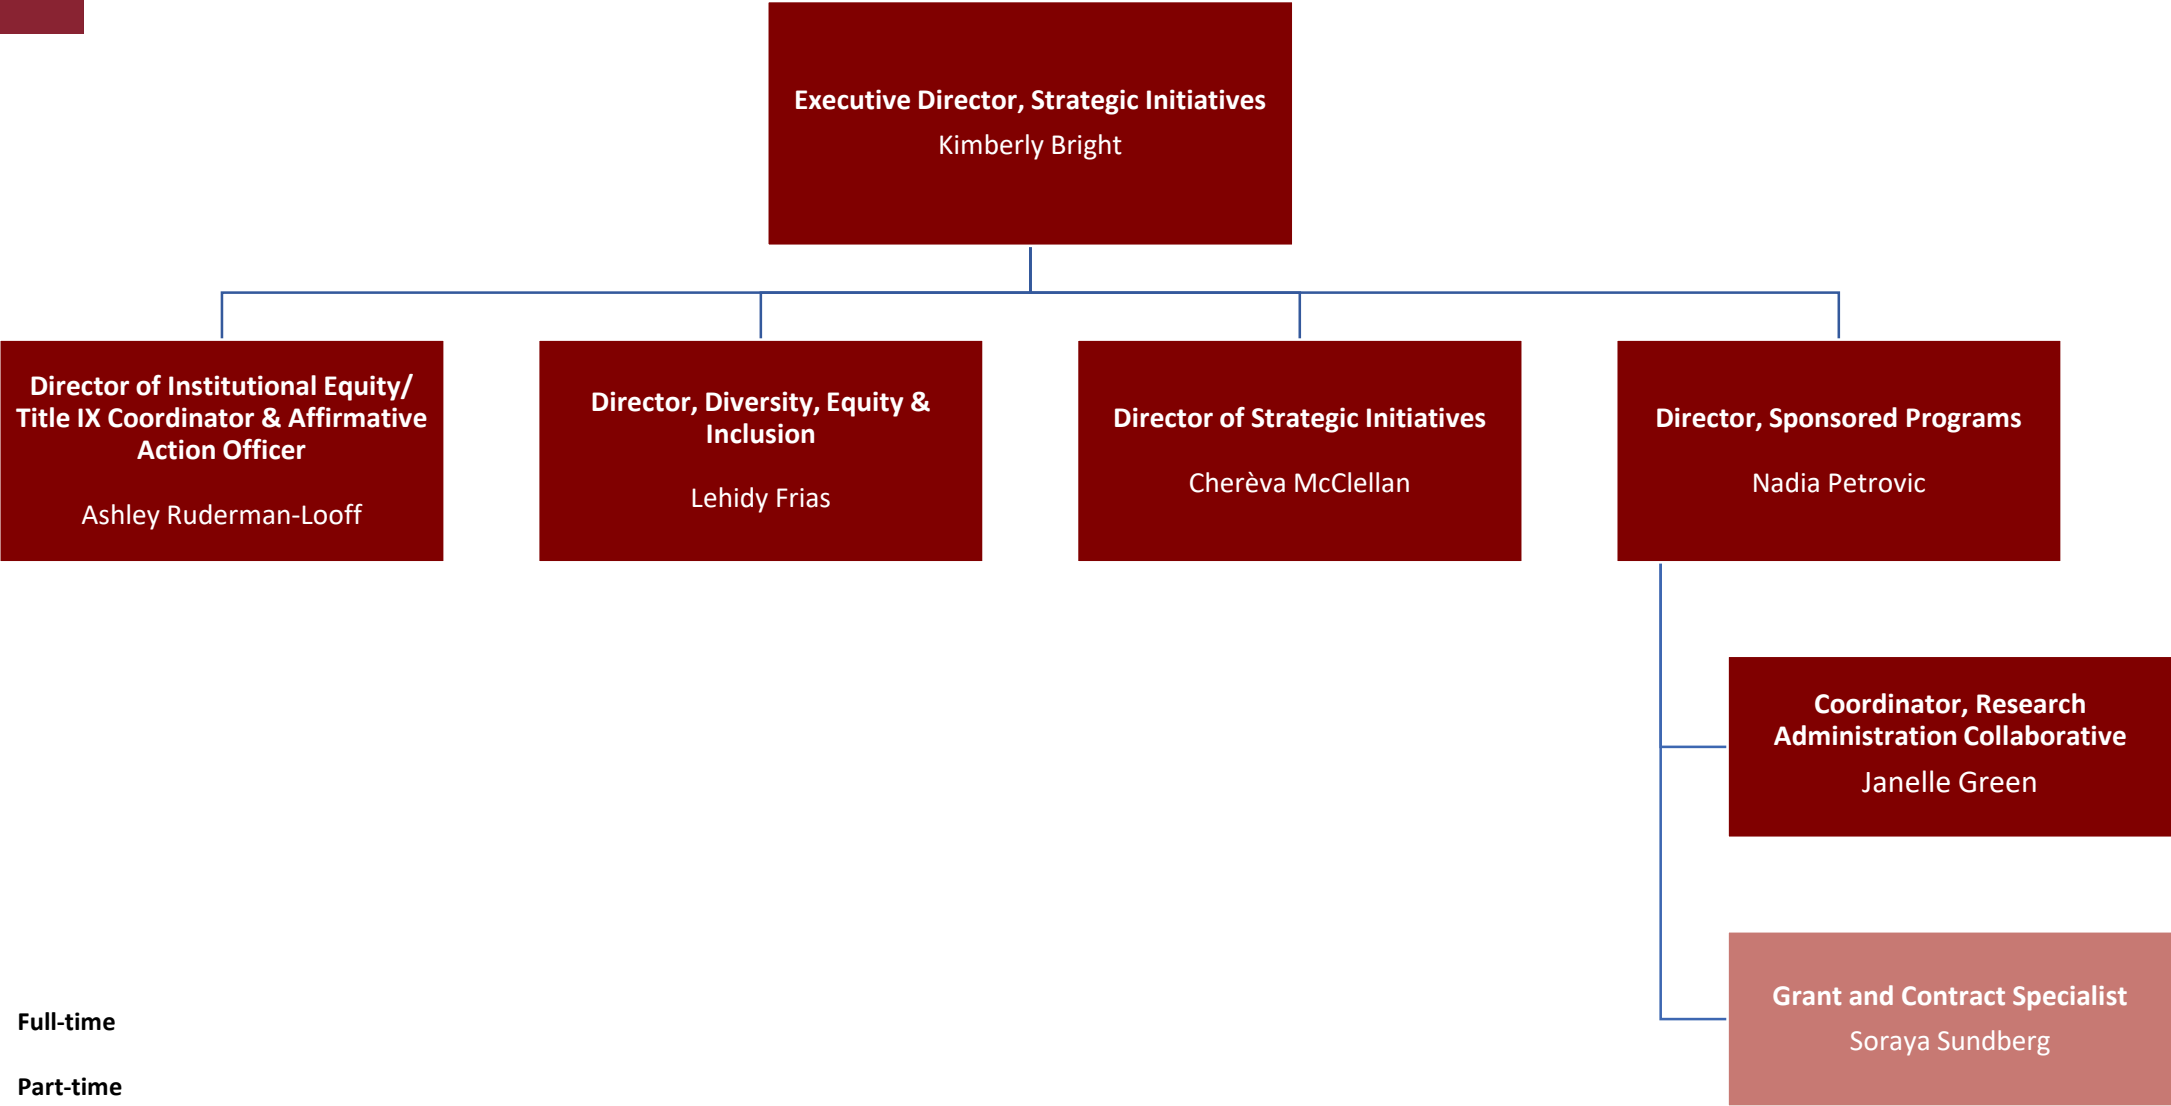 Executive Director, Strategic Initiatives
Kimberly Bright
Director of Institutional Equity/
Title IX Coordinator & Affirmative
Action Officer
Ashley Ruderman-Looff
Director, Diversity, Equity &
Inclusion
Lehidy Frias
Director of Strategic Initiatives
Cherèva McClellan
Director, Sponsored Programs
Nadia Petrovic
Coordinator, Research
Administration Collaborative
Janelle Green
Grant and Contract Specialist
Soraya Sundberg
Full-time
Part-time